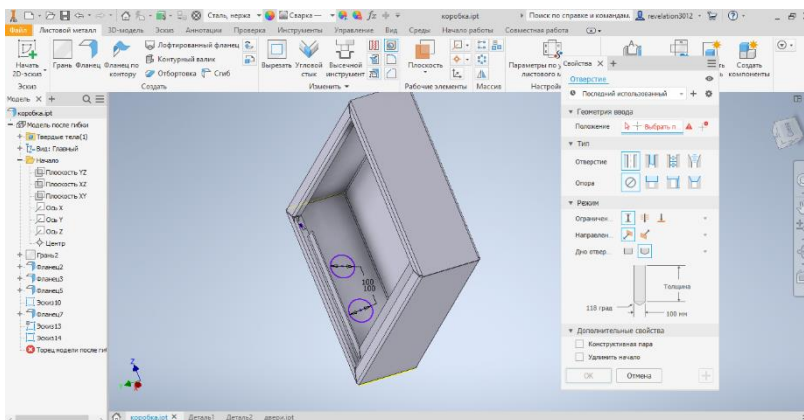 Сталь, нержа
Сварка —
коробка.ipt
Поиск по справке и командам.
revelation3012
Файл Листовой металл 3D-модель Эскиз Аннотации Проверка Инструменты Управление Вид Среды Начало работы Совместная работа
Начать 2D-эскиз
Грань
Фланец
Фланец по контору
Лофтированный фланец
Контурный валик
Отбортовка Сгиб
Вырезать
Угловой стык
Высечной инструмент
Плоскость
Параметры по
листового м
Создать компоненты
Эскиз
Создать
Изменить
Рабочие элементы
Массив
Настрой
Модель × +
коробка.ipt
Модель после гибки
Твердые тела(1)
Вид: Главный
Начало
Плоскость YZ
Плоскость XZ
Плоскость XY
Ось X
Ось Y
Ось Z
Центр
Грань2
Фланец2
Фланец3
Фланец5
Эскиз10
Фланец7
Эскиз13
Эскиз14
Торец модели после ги
100
100
Z
Свойства × +
Отверстие
Последний использованный
Геометрия ввода
Положение
Выбрать п
Тип
Отверстие
Опора
Режим
Ограничен...
Направлен...
Дно отвер...
Толщина
118 град
100 мм
Дополнительные свойства
Конструктивная пара
Удлинить начало
OK
Отмена
коробка.ipt × Деталь1 Деталь2 двери.ipt